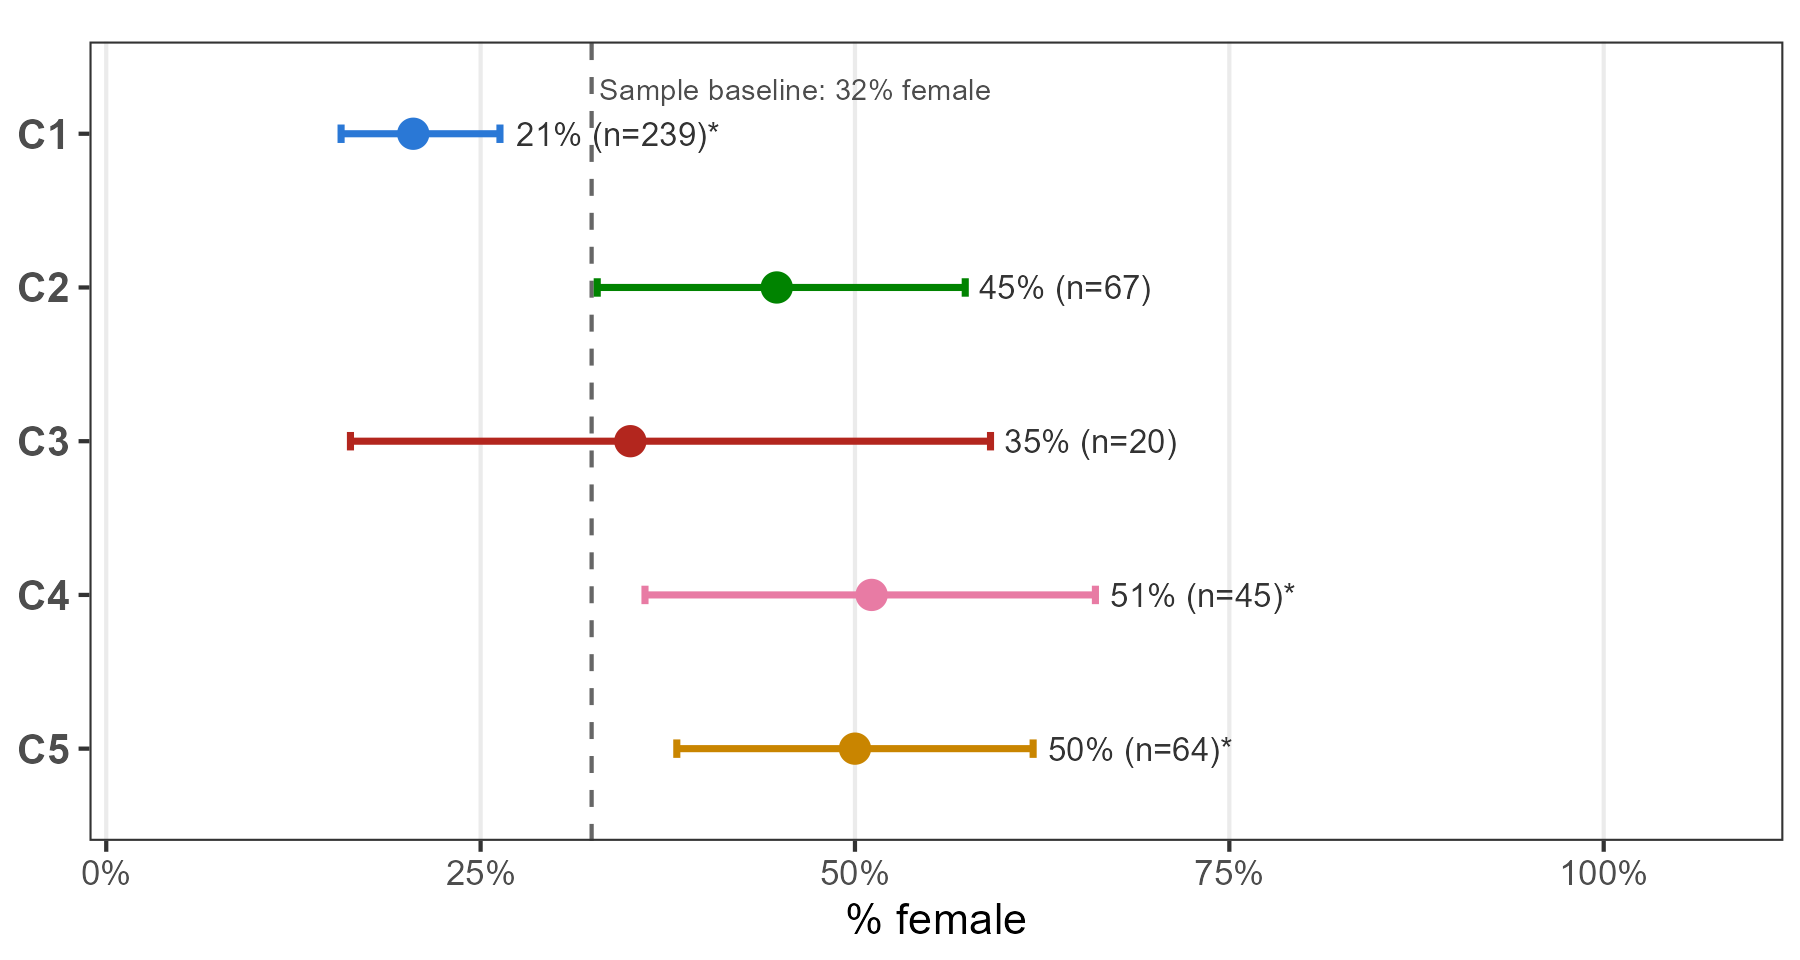 Sample baseline: 32% female
C1 21% (n=239)*
C2 45% (n=67)
C3 35% (n=20)
C4 51% (n=45)*
C5 50% (n=64)*
0% 25% 50% 75% 100%
% female